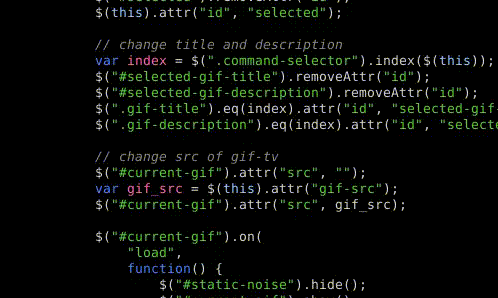 $(this).attr("id", "selected");
// change title and description
var index = $(".command-selector").index($(this));
$("#selected-gif-title").removeAttr("id");
$("#selected-gif-description").removeAttr("id");
$(".gif-title").eq(index).attr("id", "selected-gif-
$(".gif-description").eq(index).attr("id", "selecte
// change src of gif-tv
$("#current-gif").attr("src", "");
var gif_src = $(this).attr("gif-src");
$("#current-gif").attr("src", gif_src);
$("#current-gif").on(
"load",
function() {
$("#static-noise").hide();